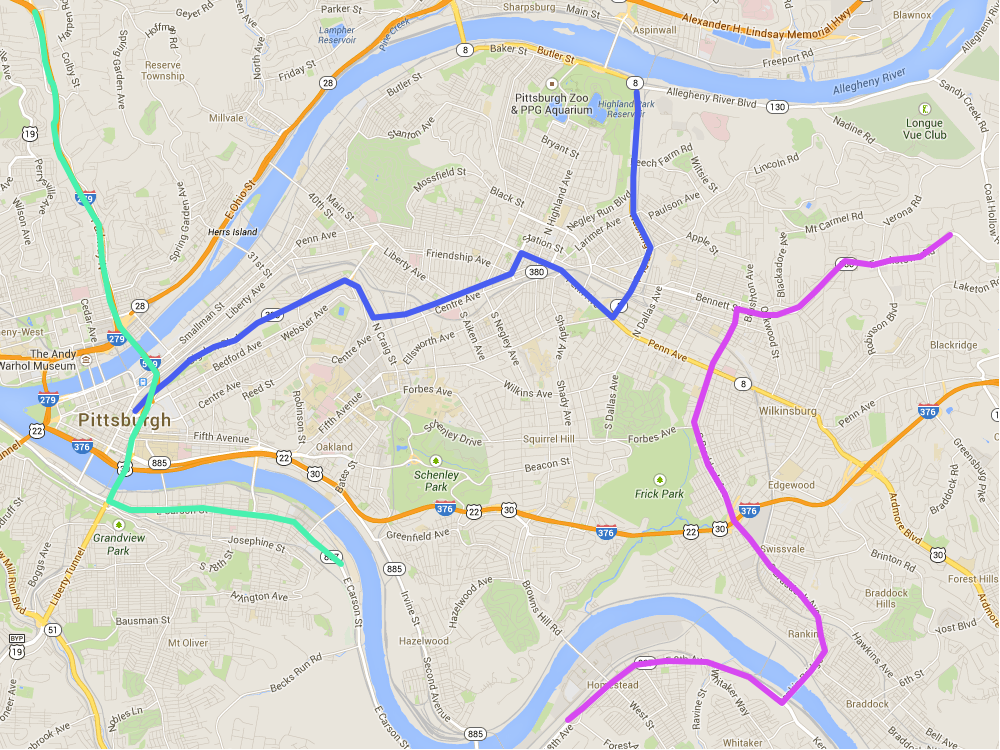 Parker St
Sharpsburg
Main St
Alexander H
Lindsay Memorial Hwy
Blawnox
Geyer Rd
Lampher
Reservoir
Pine Creek
Aspinwall
Freeport Rd
Allegheny River
8
Baker St
Butler St
Colby St
Spring Garden Ave
Reserve
Township
North Ave
Friday St
28
Butler St
8
Pittsburgh Zoo
& PPG Aquarium
Highland Park
Reservoir
Allegheny River Blvd
130
Allegheny River
Sandy Creek Rd
Longue
Vue Club
Nadine Rd
19
Millvale
Stanton Ave
Bryant St
Beech Farm Rd
Lincoln Rd
Perrysville Ave
Wilson Ave
Spring Garden Ave
E Ohio St
Main St
40th St
Mossfield St
Black St
N Highland Ave
Negley Run Blvd
Larimer Ave
Paulson Ave
Wiltsie St
Coal Hollow
279
Herrs Island
31st St
Penn Ave
Liberty Ave
Friendship Ave
Station St
Apple St
Mt Carmel Rd
Verona Rd
Blackadore Ave
380
Laketon Rd
28
Smallman St
Liberty Ave
Webster Ave
Centre Ave
Penn Ave
N Dallas Ave
Bennett St
Oakwood St
Robinson Blvd
Cedar Ave
279
The Andy
Warhol Museum
Bedford Ave
Centre Ave
Reed St
N Craig St
Ellsworth Ave
S Aiken Ave
S Negley Ave
Shady Ave
Penn Ave
Blackridge
8
279
Centre Ave
Forbes Ave
Wilkins Ave
Shady Ave
S Dallas Ave
Wilkinsburg
Penn Ave
376
22
Pittsburgh
Fifth Avenue
Robinson St
Fifth Ave
Oakland
Schenley Drive
Squirrel Hill
Forbes Ave
376
885
22
30
Bates St
Schenley
Park
Beacon St
Frick Park
Edgewood
Greensburg Pike
Braddock Rd
E Carson St
376
22
30
376
22
30
376
Ardmore Blvd
Grandview
Park
Josephine St
Greenfield Ave
Swissvale
30
Brinton Rd
Boggs Ave
Liberty Tunnel
S 18th St
Arlington Ave
E Carson St
885
Irvine St
Hazelwood Ave
Browns Hill Rd
Braddock
Hills
Forest Hills
Ardmore
Yost Blvd
51
BYP
19
Bausman St
Mt Oliver
Hazelwood
Rankin
Hawkins Ave
6th St
Becks Run Rd
Second Ave
Homestead
Whitaker Way
Braddock
Nobles Ln
E Carson St
885
West St
Ravine St
Whitaker
Bell Ave